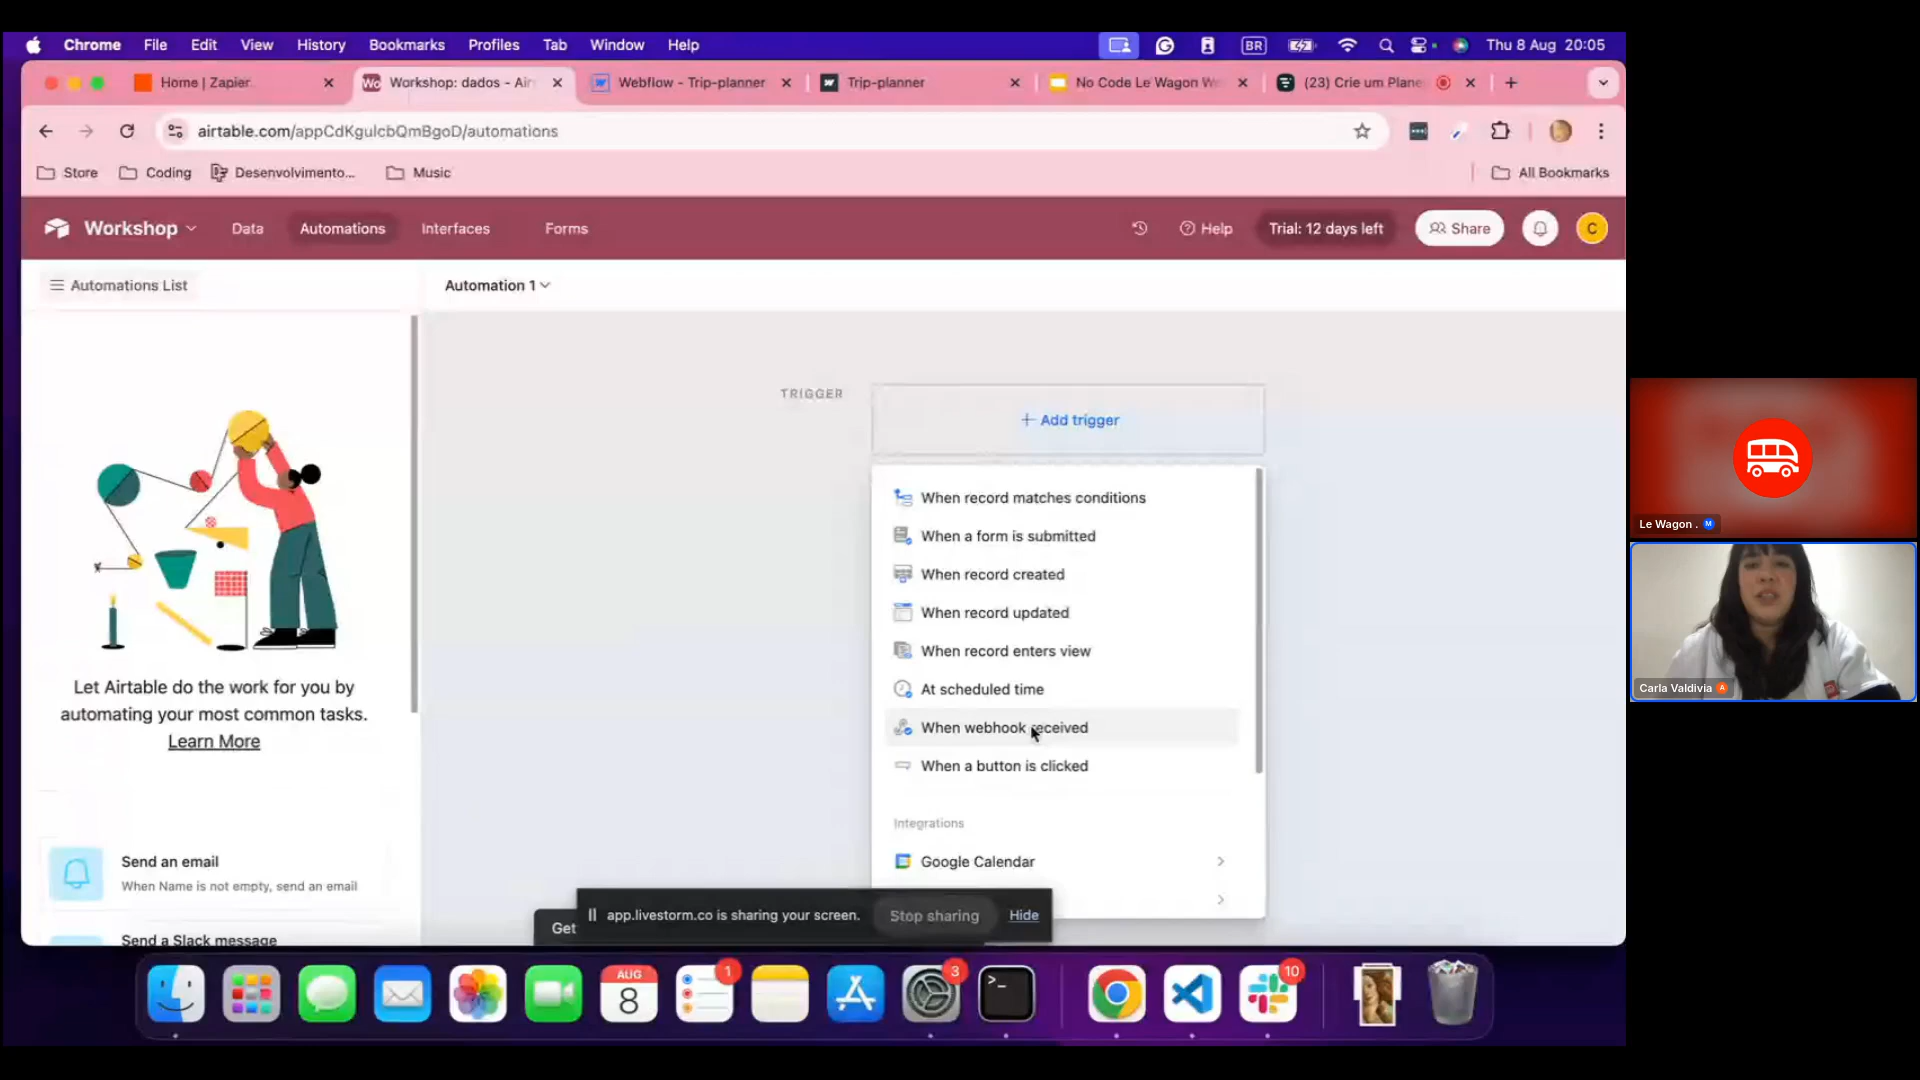 Chrome File Edit View History Bookmarks Profiles Tab Window Help
BR
Thu 8 Aug 20:05
Home | Zapier
Wo
Workshop: dados - Air
Webflow - Trip-planner
Trip-planner
No Code Le Wagon W
(23) Crie um Plane
airtable.com/appCdKgulcbQmBgoD/automations
Store
Coding
Desenvolvimento...
Music
All Bookmarks
Workshop
Data
Automations
Interfaces
Forms
Help
Trial: 12 days left
Share
C
Automations List
Automation 1
TRIGGER
+ Add trigger
When record matches conditions
When a form is submitted
When record created
When record updated
When record enters view
At scheduled time
When webhook received
When a button is clicked
Integrations
Google Calendar
Let Airtable do the work for you by
automating your most common tasks.
Learn More
Send an email
When Name is not empty, send an email
Send a Slack message
Get
app.livestorm.co is sharing your screen.
Stop sharing
Hide
AUG
8
1
3
>_
10
Le Wagon .
M
Carla Valdivia
A